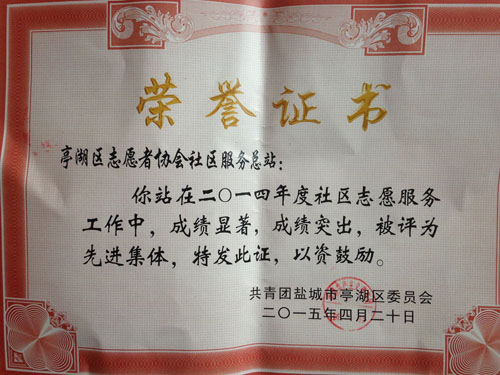 荣誉证书
亭湖区志愿者协会社区服务总站：
你站在二〇一四年度社区志愿服务
工作中，成绩显著，成绩突出，被评为
先进集体，特发此证，以资鼓励。
共青团盐城市亭湖区委员会
二〇一五年四月二十日